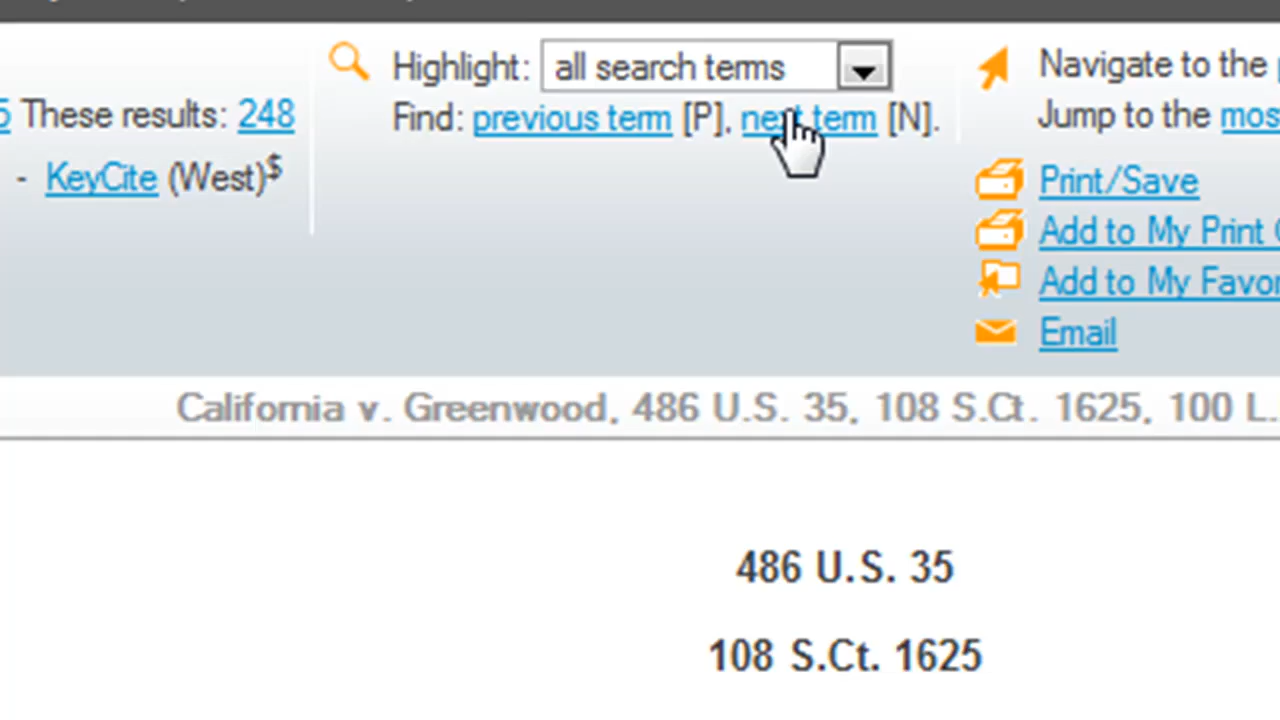 5 These results: 248
- KeyCite (West)$
Highlight: all search terms
Find: previous term [P], next term [N].
Navigate to the
Jump to the mos
Print/Save
Add to My Print
Add to My Favor
Email
California v. Greenwood, 486 U.S. 35, 108 S.Ct. 1625, 100 L.
486 U.S. 35
108 S.Ct. 1625